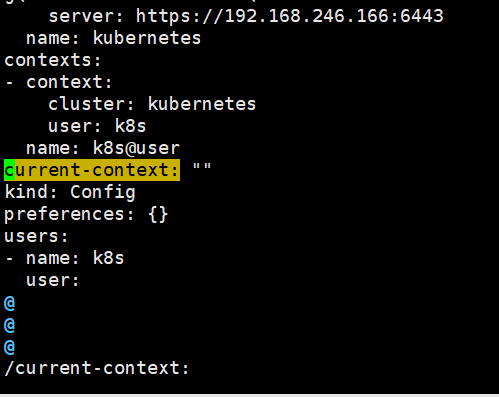 server: https://192.168.246.166:6443
name: kubernetes
contexts:
- context:
cluster: kubernetes
user: k8s
name: k8s@user
current-context: ""
kind: Config
preferences: {}
users:
- name: k8s
user:
@
@
@
/current-context: